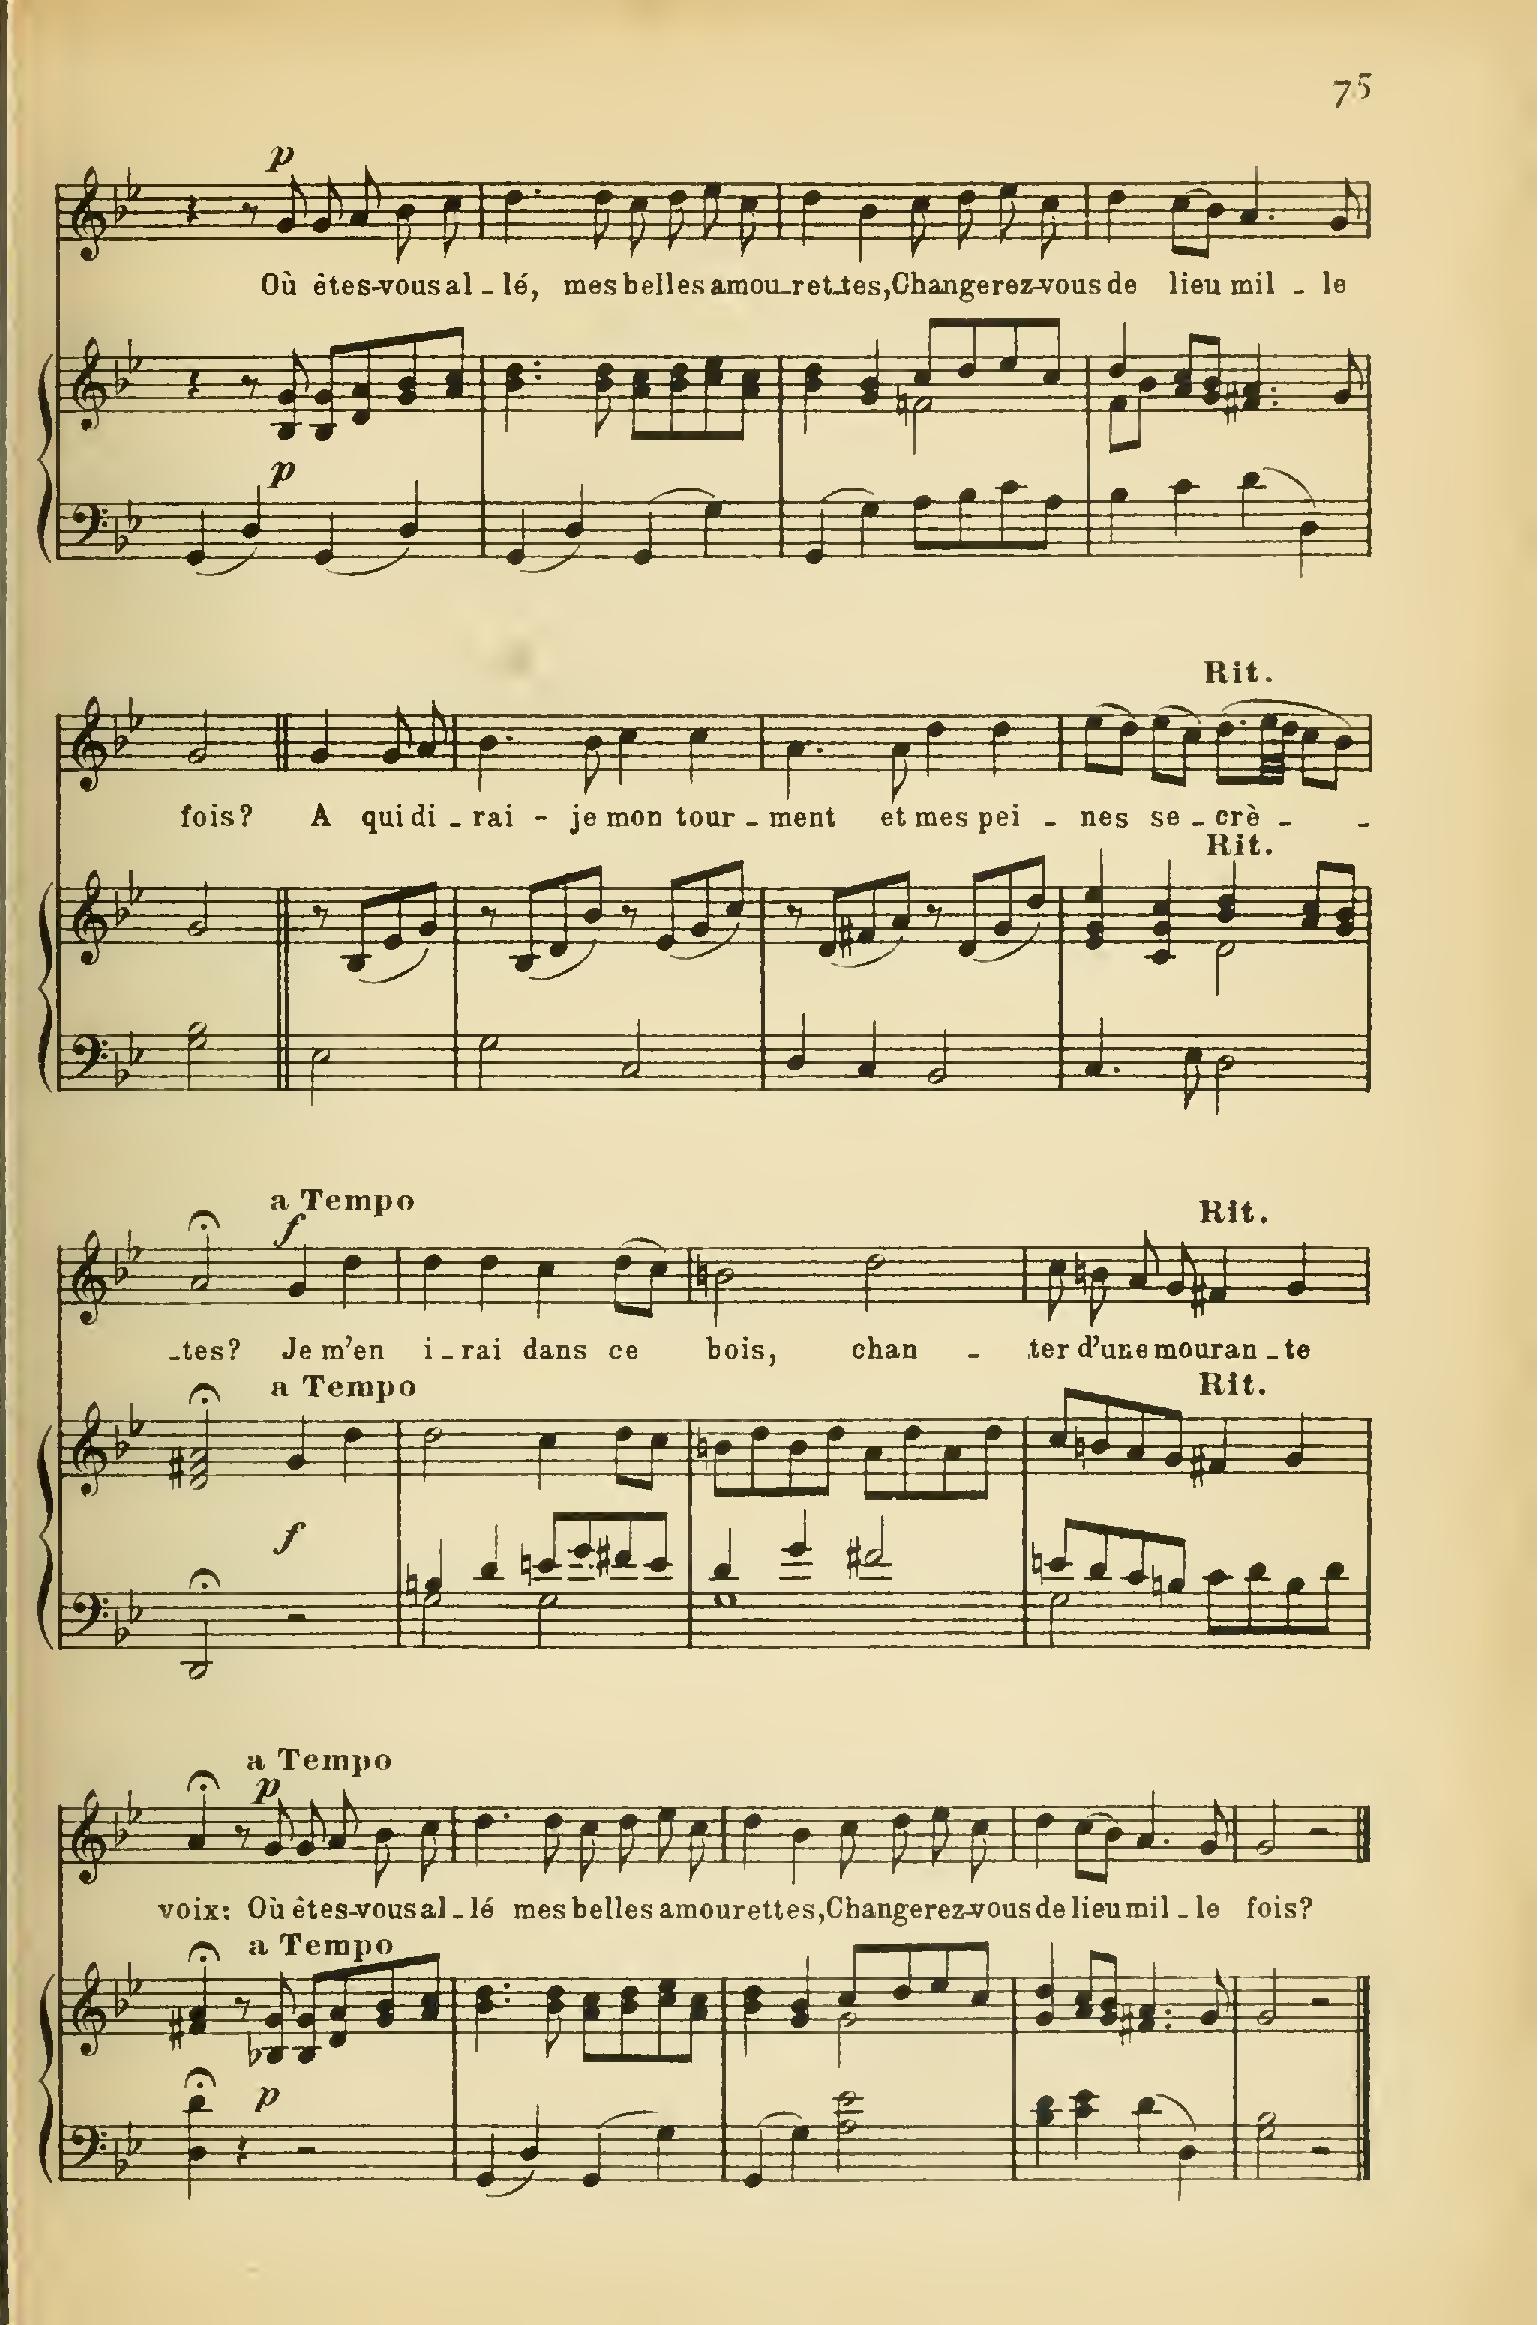 75
p
Où êtes-vous al_lé, mes belles amou_ret_tes, Changerez-vous de lieu mil_le
p
Rit.
fois? A qui di_rai-je mon tour_ment et mes pei_nes se_crè_ _
Rit.
a Tempo
f
Rit.
_tes? Je m'en i_rai dans ce bois, chan_ter d'une mouran_te
a Tempo
Rit.
f
a Tempo
p
voix: Où êtes-vous al_lé mes belles amourettes, Changerez-vous de lieu mil_le fois?
a Tempo
p